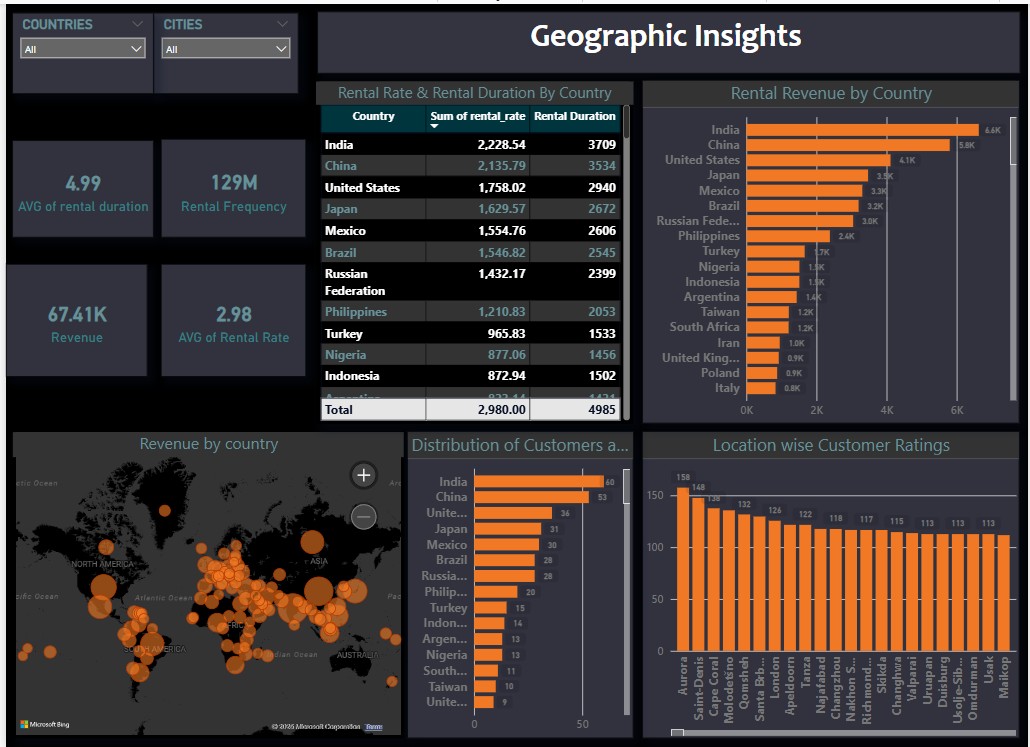 COUNTRIES
CITIES
All
All
Geographic Insights
4.99
AVG of rental duration
129M
Rental Frequency
67.41K
Revenue
2.98
AVG of Rental Rate
Rental Rate & Rental Duration By Country
Country Sum of rental_rate Rental Duration
India 2,228.54 3709
China 2,135.79 3534
United States 1,758.02 2940
Japan 1,629.57 2672
Mexico 1,554.76 2606
Brazil 1,546.82 2545
Russian Federation 1,432.17 2399
Philippines 1,210.83 2053
Turkey 965.83 1533
Nigeria 877.06 1456
Indonesia 872.94 1502
Total 2,980.00 4985
Rental Revenue by Country
India 6.6K
China 5.8K
United States 4.1K
Japan 3.5K
Mexico 3.3K
Brazil 3.2K
Russian Fede... 3.0K
Philippines 2.4K
Turkey 1.7K
Nigeria 1.5K
Indonesia 1.5K
Argentina 1.4K
Taiwan 1.2K
South Africa 1.2K
Iran 1.0K
United King... 0.9K
Poland 0.9K
Italy 0.8K
0K 2K 4K 6K
Revenue by country
NORTH AMERICA
ASIA
Atlantic Ocean
SOUTH AMERICA
AUSTRALIA
Microsoft Bing
Microsoft Corporation Terms
Distribution of Customers a...
India 60
China 53
Unite... 36
Japan 31
Mexico 30
Brazil 28
Russia... 28
Philip... 20
Turkey 15
Indon... 14
Argen... 13
Nigeria 13
South... 11
Taiwan 10
Unite... 9
0 50
Location wise Customer Ratings
158
148
138
132
126
122
118
117
115
113
113
113
150
100
50
0
Aurora
Saint-Denis
Cape Coral
Molodetšno
Qomsheh
Santa Brb...
London
Apeldoorn
Tanza
Najafabad
Changzhou
Nakhon S...
Richmond...
Skikda
Changhwa
Valparai
Uruapan
Duisburg
Usolje-Sib...
Omdurman
Usak
Maikop